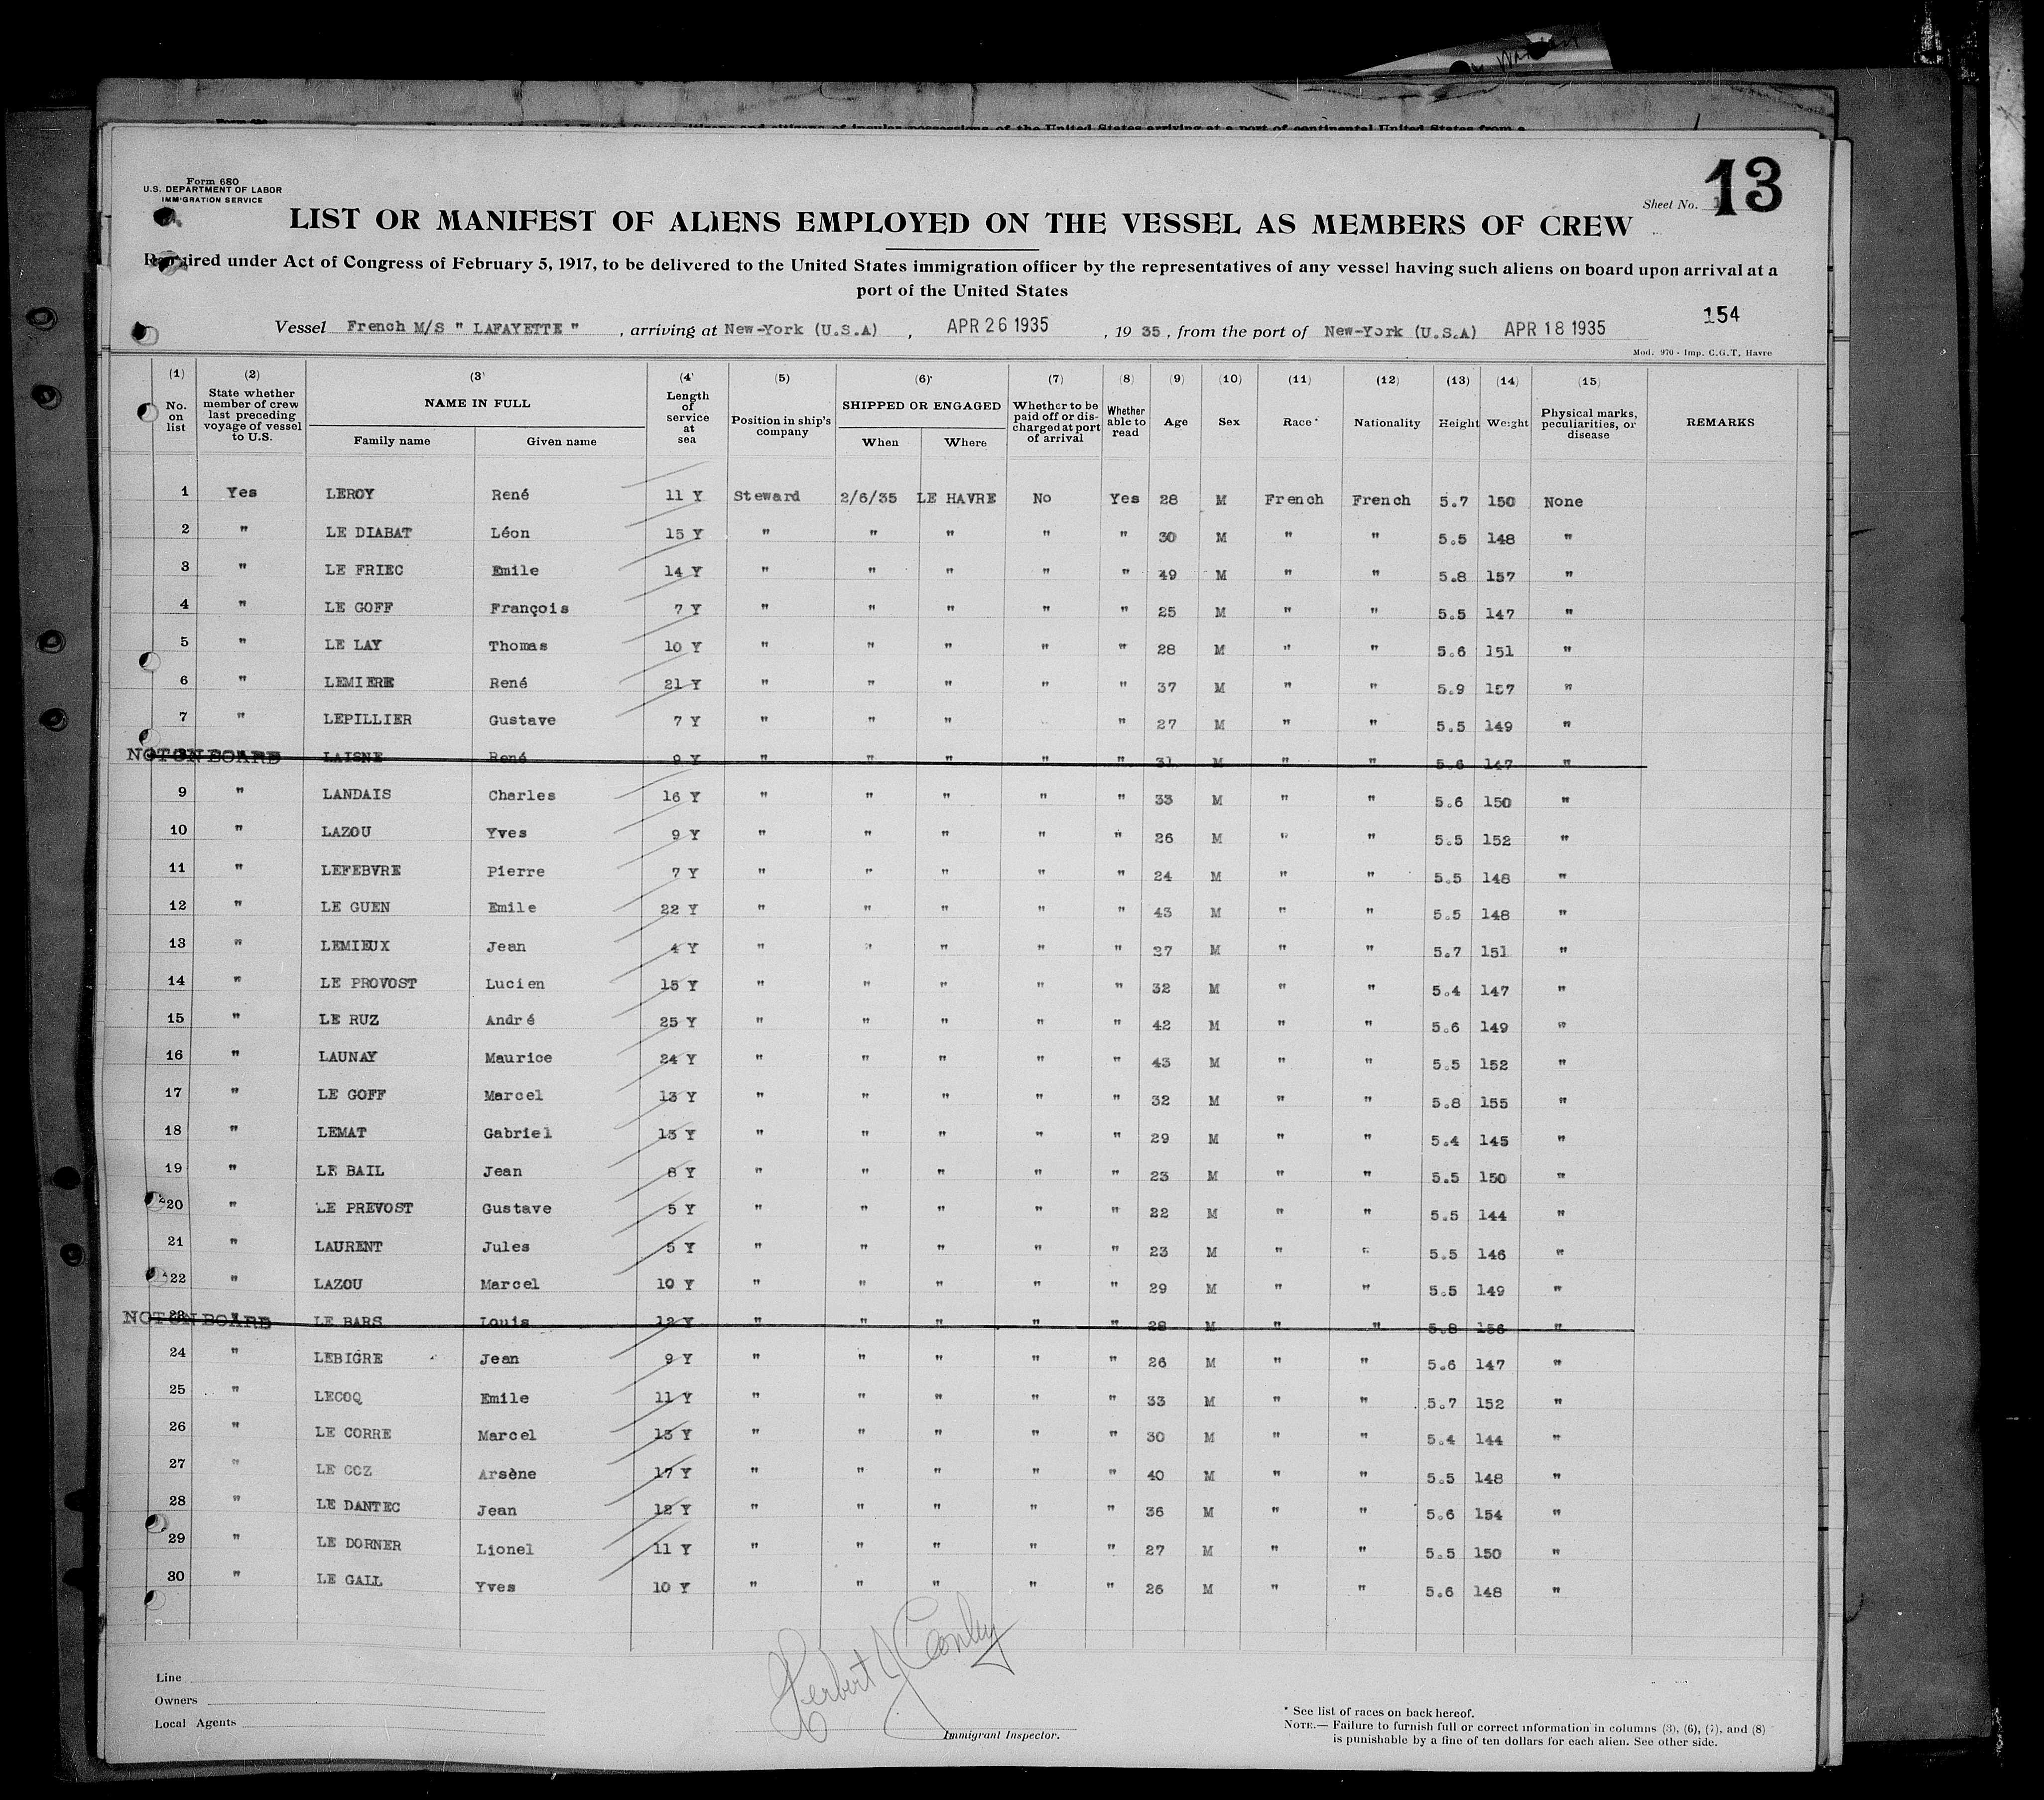 Form 680
U.S. DEPARTMENT OF LABOR
IMMIGRATION SERVICE
Sheet No. 13
LIST OR MANIFEST OF ALIENS EMPLOYED ON THE VESSEL AS MEMBERS OF CREW
Required under Act of Congress of February 5, 1917, to be delivered to the United States immigration officer by the representatives of any vessel having such aliens on board upon arrival at a
port of the United States
154
Vessel French M/S " LAFAYETTE " , arriving at New-York (U.S.A) , APR 26 1935 , 19 35 , from the port of New-York (U.S.A) APR 18 1935
Mod. 970 - Imp. C.G.T. Havre
(1) (2) (3) (4) (5) (6) (7) (8) (9) (10) (11) (12) (13) (14) (15)
No. on list State whether member of crew last preceding voyage of vessel to U.S. NAME IN FULL Family name Given name Length of service at sea Position in ship's company SHIPPED OR ENGAGED When Where Whether to be paid off or discharged at port of arrival Whether able to read Age Sex Race* Nationality Height Weight Physical marks, peculiarities, or disease REMARKS
1 Yes LEROY René 11 Y Steward 2/6/35 LE HAVRE No Yes 28 M French French 5.7 150 None
2 " LE DIABAT Léon 15 Y " " " " " 30 M " " 5.5 148 "
3 " LE FRIEC Emile 14 Y " " " " " 49 M " " 5.8 157 "
4 " LE GOFF François 7 Y " " " " " 25 M " " 5.5 147 "
5 " LE LAY Thomas 10 Y " " " " " 28 M " " 5.6 151 "
6 " LEMIERE René 21 Y " " " " " 37 M " " 5.9 157 "
7 " LEPILLIER Gustave 7 Y " " " " 27 M " " 5.5 149 "
NOT ON BOARD LAISNE René 9 Y " " " " " 31 M " " 5.6 147 "
9 " LANDAIS Charles 16 Y " " " " " 33 M " " 5.6 150 "
10 " LAZOU Yves 9 Y " " " " " 26 M " " 5.5 152 "
11 " LEFEBVRE Pierre 7 Y " " " " " 24 M " " 5.5 148 "
12 " LE GUEN Emile 22 Y " " " " " 43 M " " 5.5 148 "
13 " LEMIEUX Jean 4 Y " " " " " 27 M " " 5.7 151 "
14 " LE PROVOST Lucien 15 Y " " " " " 32 M " " 5.4 147 "
15 " LE RUZ André 25 Y " " " " " 42 M " " 5.6 149 "
16 " LAUNAY Maurice 24 Y " " " " " 43 M " " 5.5 152 "
17 " LE GOFF Marcel 13 Y " " " " " 32 M " " 5.8 155 "
18 " LEMAT Gabriel 13 Y " " " " " 29 M " " 5.4 145 "
19 " LE BAIL Jean 8 Y " " " " " 23 M " " 5.5 150 "
20 " LE PREVOST Gustave 5 Y " " " " " 22 M " " 5.5 144 "
21 " LAURENT Jules 5 Y " " " " " 23 M " " 5.5 146 "
22 " LAZOU Marcel 10 Y " " " " " 29 M " " 5.5 149 "
23 NOT ON BOARD LE BARS Louis 12 Y " " " " " 28 M " " 5.8 156 "
24 " LEBIGRE Jean 9 Y " " " " " 26 M " " 5.6 147 "
25 " LECOQ Emile 11 Y " " " " " 33 M " " 5.7 152 "
26 " LE CORRE Marcel 13 Y " " " " " 30 M " " 5.4 144 "
27 " LE COZ Arsène 17 Y " " " " " 40 M " " 5.5 148 "
28 " LE DANTEC Jean 12 Y " " " " " 36 M " " 5.6 154 "
29 " LE DORNER Lionel 11 Y " " " " " 27 M " " 5.5 150 "
30 " LE GALL Yves 10 Y " " " " " 26 M " " 5.6 148 "
Line
Owners
Local Agents
Herbert J Conley
Immigrant Inspector.
* See list of races on back hereof.
NOTE.— Failure to furnish full or correct information in columns (3), (6), (7), and (8)
is punishable by a fine of ten dollars for each alien. See other side.